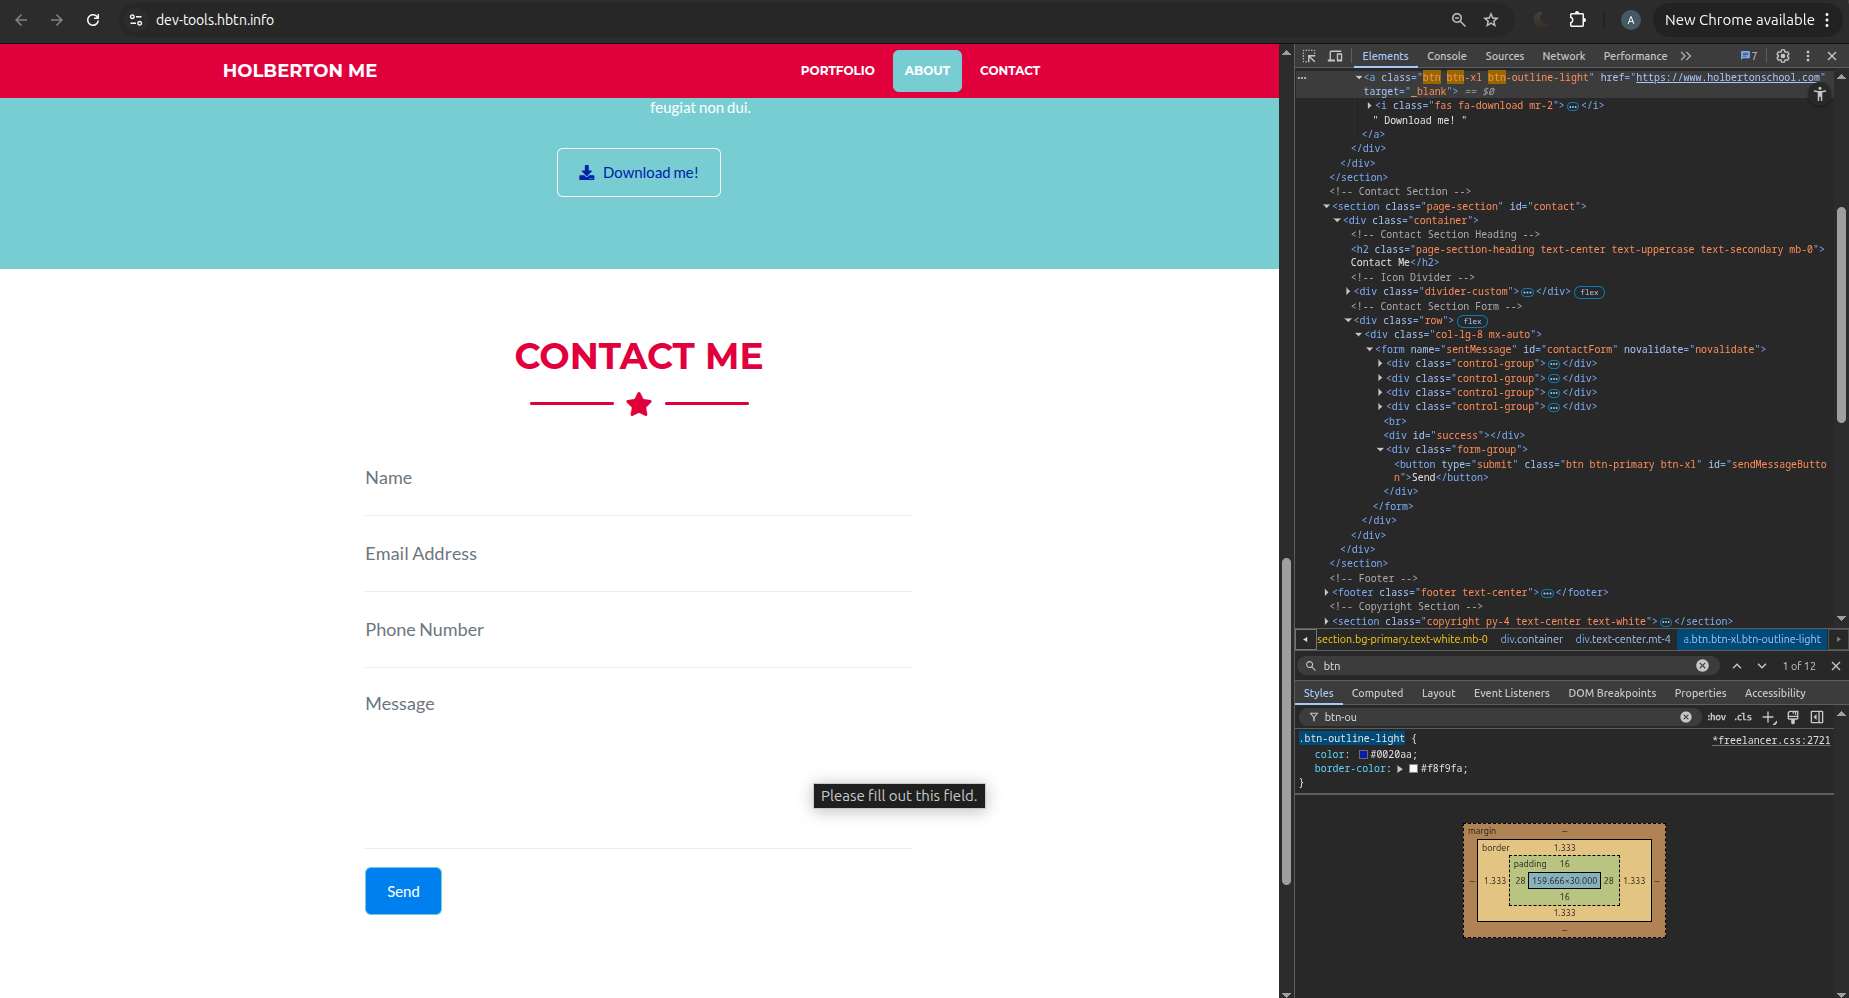 dev-tools.hbtn.info
A
New Chrome available
HOLBERTON ME
PORTFOLIO
ABOUT
CONTACT
feugiat non dui.
Download me!
CONTACT ME
Name
Email Address
Phone Number
Message
Please fill out this field.
Send
Elements
Console
Sources
Network
Performance
7
<a class="btn btn-xl btn-outline-light" href="https://www.holbertonschool.com"
target="_blank"> == $0
<i class="fas fa-download mr-2"></i>
" Download me! "
</a>
</div>
</div>
</section>
<!-- Contact Section -->
<section class="page-section" id="contact">
<div class="container">
<!-- Contact Section Heading -->
<h2 class="page-section-heading text-center text-uppercase text-secondary mb-0">
Contact Me</h2>
<!-- Icon Divider -->
<div class="divider-custom"></div> flex
<!-- Contact Section Form -->
<div class="row"> flex
<div class="col-lg-8 mx-auto">
<form name="sentMessage" id="contactForm" novalidate="novalidate">
<div class="control-group"></div>
<div class="control-group"></div>
<div class="control-group"></div>
<div class="control-group"></div>
<br>
<div id="success"></div>
<div class="form-group">
<button type="submit" class="btn btn-primary btn-xl" id="sendMessageButto
n">Send</button>
</div>
</form>
</div>
</div>
</div>
</section>
<!-- Footer -->
<footer class="footer text-center"></footer>
<!-- Copyright Section -->
<section class="copyright py-4 text-center text-white"></section>
section.bg-primary.text-white.mb-0
div.container
div.text-center.mt-4
a.btn.btn-xl.btn-outline-light
btn
1 of 12
Styles
Computed
Layout
Event Listeners
DOM Breakpoints
Properties
Accessibility
btn-ou
:hov
.cls
.btn-outline-light {
*freelancer.css:2721
color: #0020aa;
border-color: #f8f9fa;
}
margin
–
border
1.333
padding
16
–
1.333
28
159.666×30.000
28
1.333
–
16
1.333
–